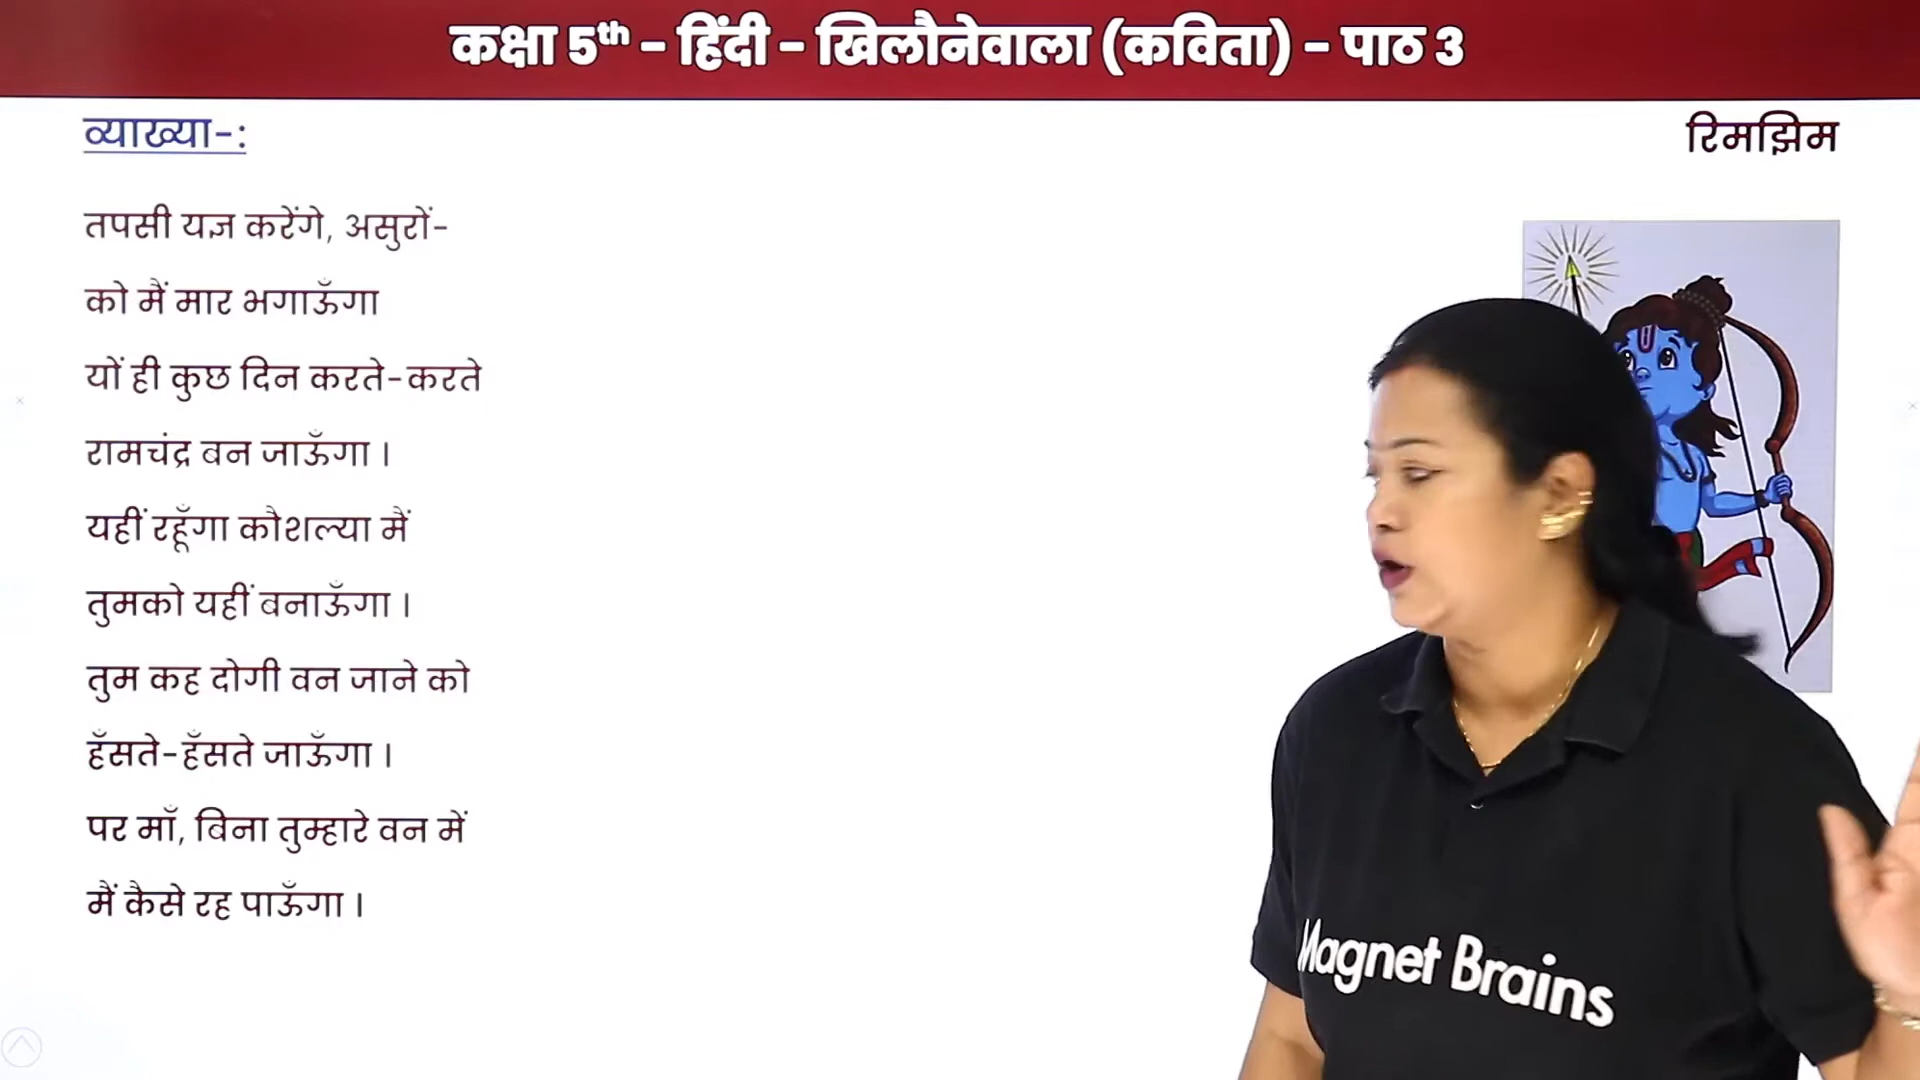 कक्षा 5th - हिंदी - खिलौनेवाला (कविता) - पाठ 3
व्याख्या-:
रिमझिम
तपसी यज्ञ करेंगे, असुरों-
को मैं मार भगाऊँगा
यों ही कुछ दिन करते-करते
रामचंद्र बन जाऊँगा ।
यहीं रहूँगा कौशल्या मैं
तुमको यहीं बनाऊँगा ।
तुम कह दोगी वन जाने को
हँसते-हँसते जाऊँगा ।
पर माँ, बिना तुम्हारे वन में
मैं कैसे रह पाऊँगा ।
Magnet Brains